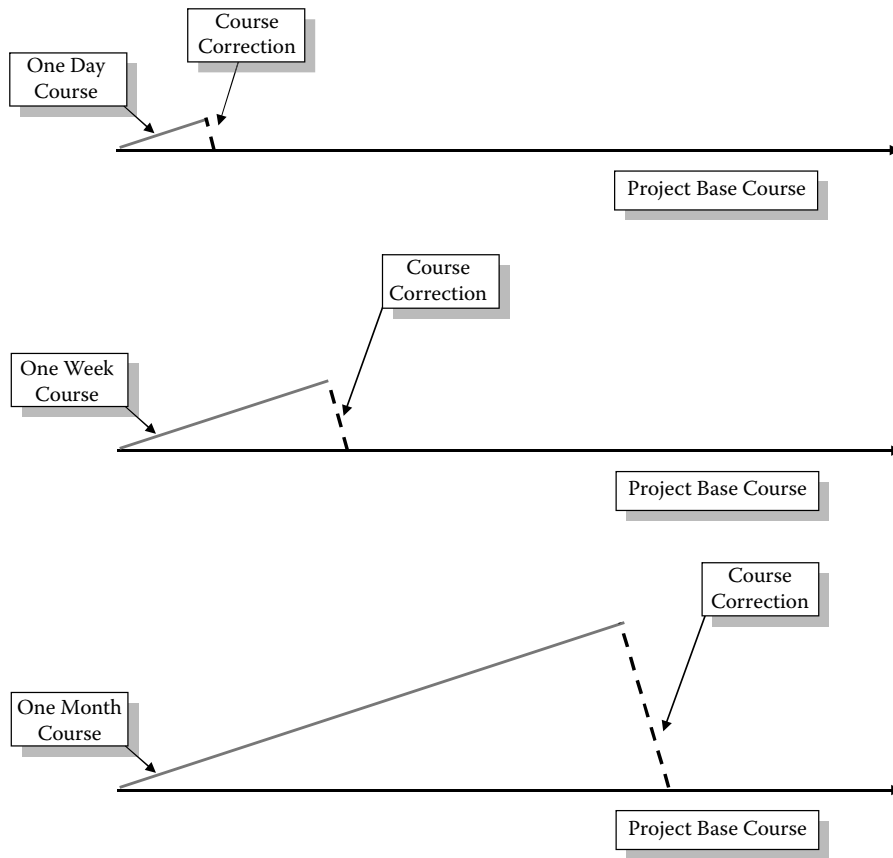 Course
Correction
One Day
Course
Project Base Course
Course
Correction
One Week
Course
Project Base Course
Course
Correction
One Month
Course
Project Base Course